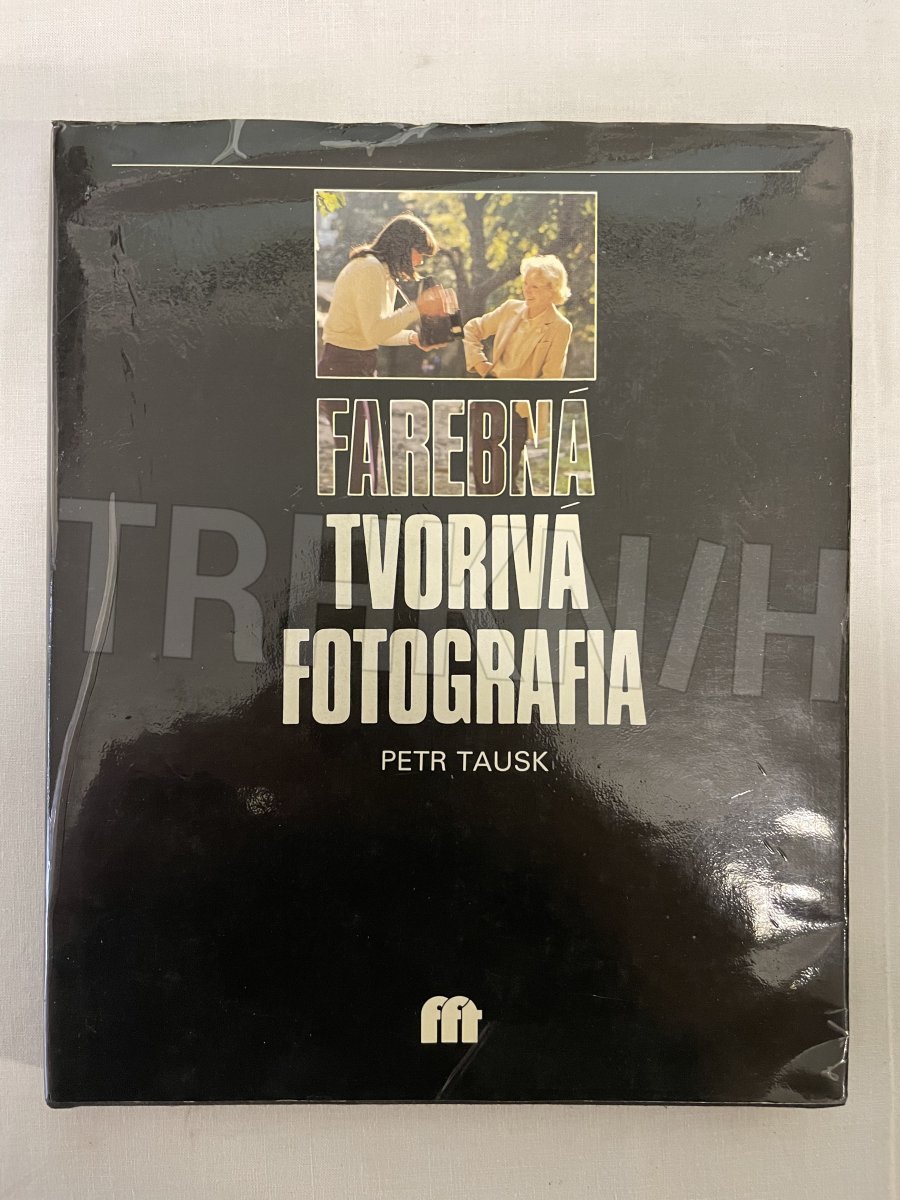 FAREBNÁ
TVORIVÁ
FOTOGRAFIA
PETR TAUSK
fft